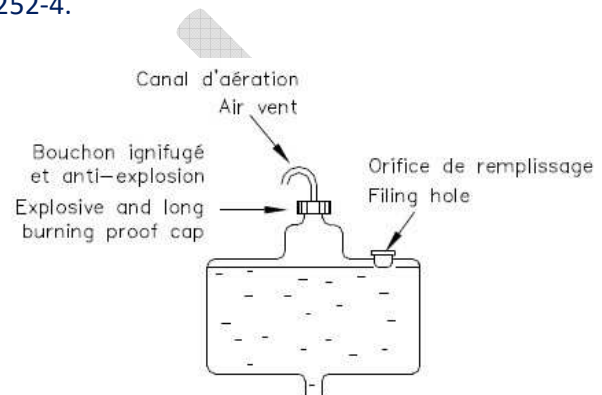 252-4.
Canal d'aération
Air vent
Bouchon ignifugé
et anti-explosion
Explosive and long
burning proof cap
Orifice de remplissage
Filing hole